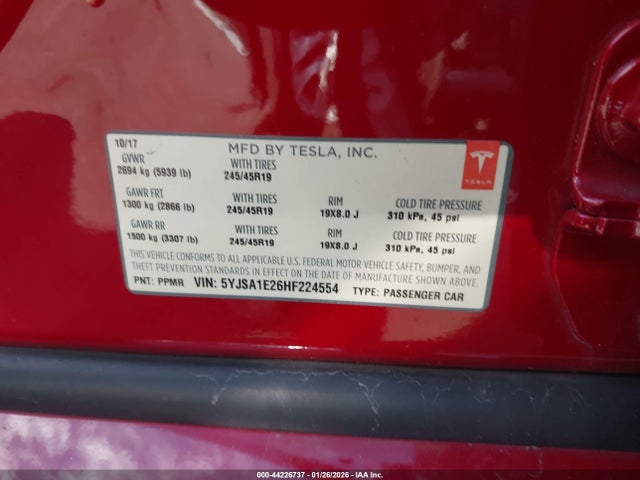 10/17
MFD BY TESLA, INC.
GVWR
2694 kg (5939 lb)
WITH TIRES
245/45R19
TESLA
GAWR FRT
1300 kg (2866 lb)
WITH TIRES
245/45R19
RIM
19X8.0 J
COLD TIRE PRESSURE
310 kPa, 45 psi
GAWR RR
1500 kg (3307 lb)
WITH TIRES
245/45R19
RIM
19X8.0 J
COLD TIRE PRESSURE
310 kPa, 45 psi
THIS VEHICLE CONFORMS TO ALL APPLICABLE U.S. FEDERAL MOTOR VEHICLE SAFETY, BUMPER, AND
THEFT PREVENTION STANDARDS IN EFFECT ON THE DATE OF MANUFACTURE SHOWN ABOVE.
PNT: PPMR VIN: 5YJSA1E26HF224554 TYPE: PASSENGER CAR
000-44226737 - 01/26/2026 - IAA Inc.